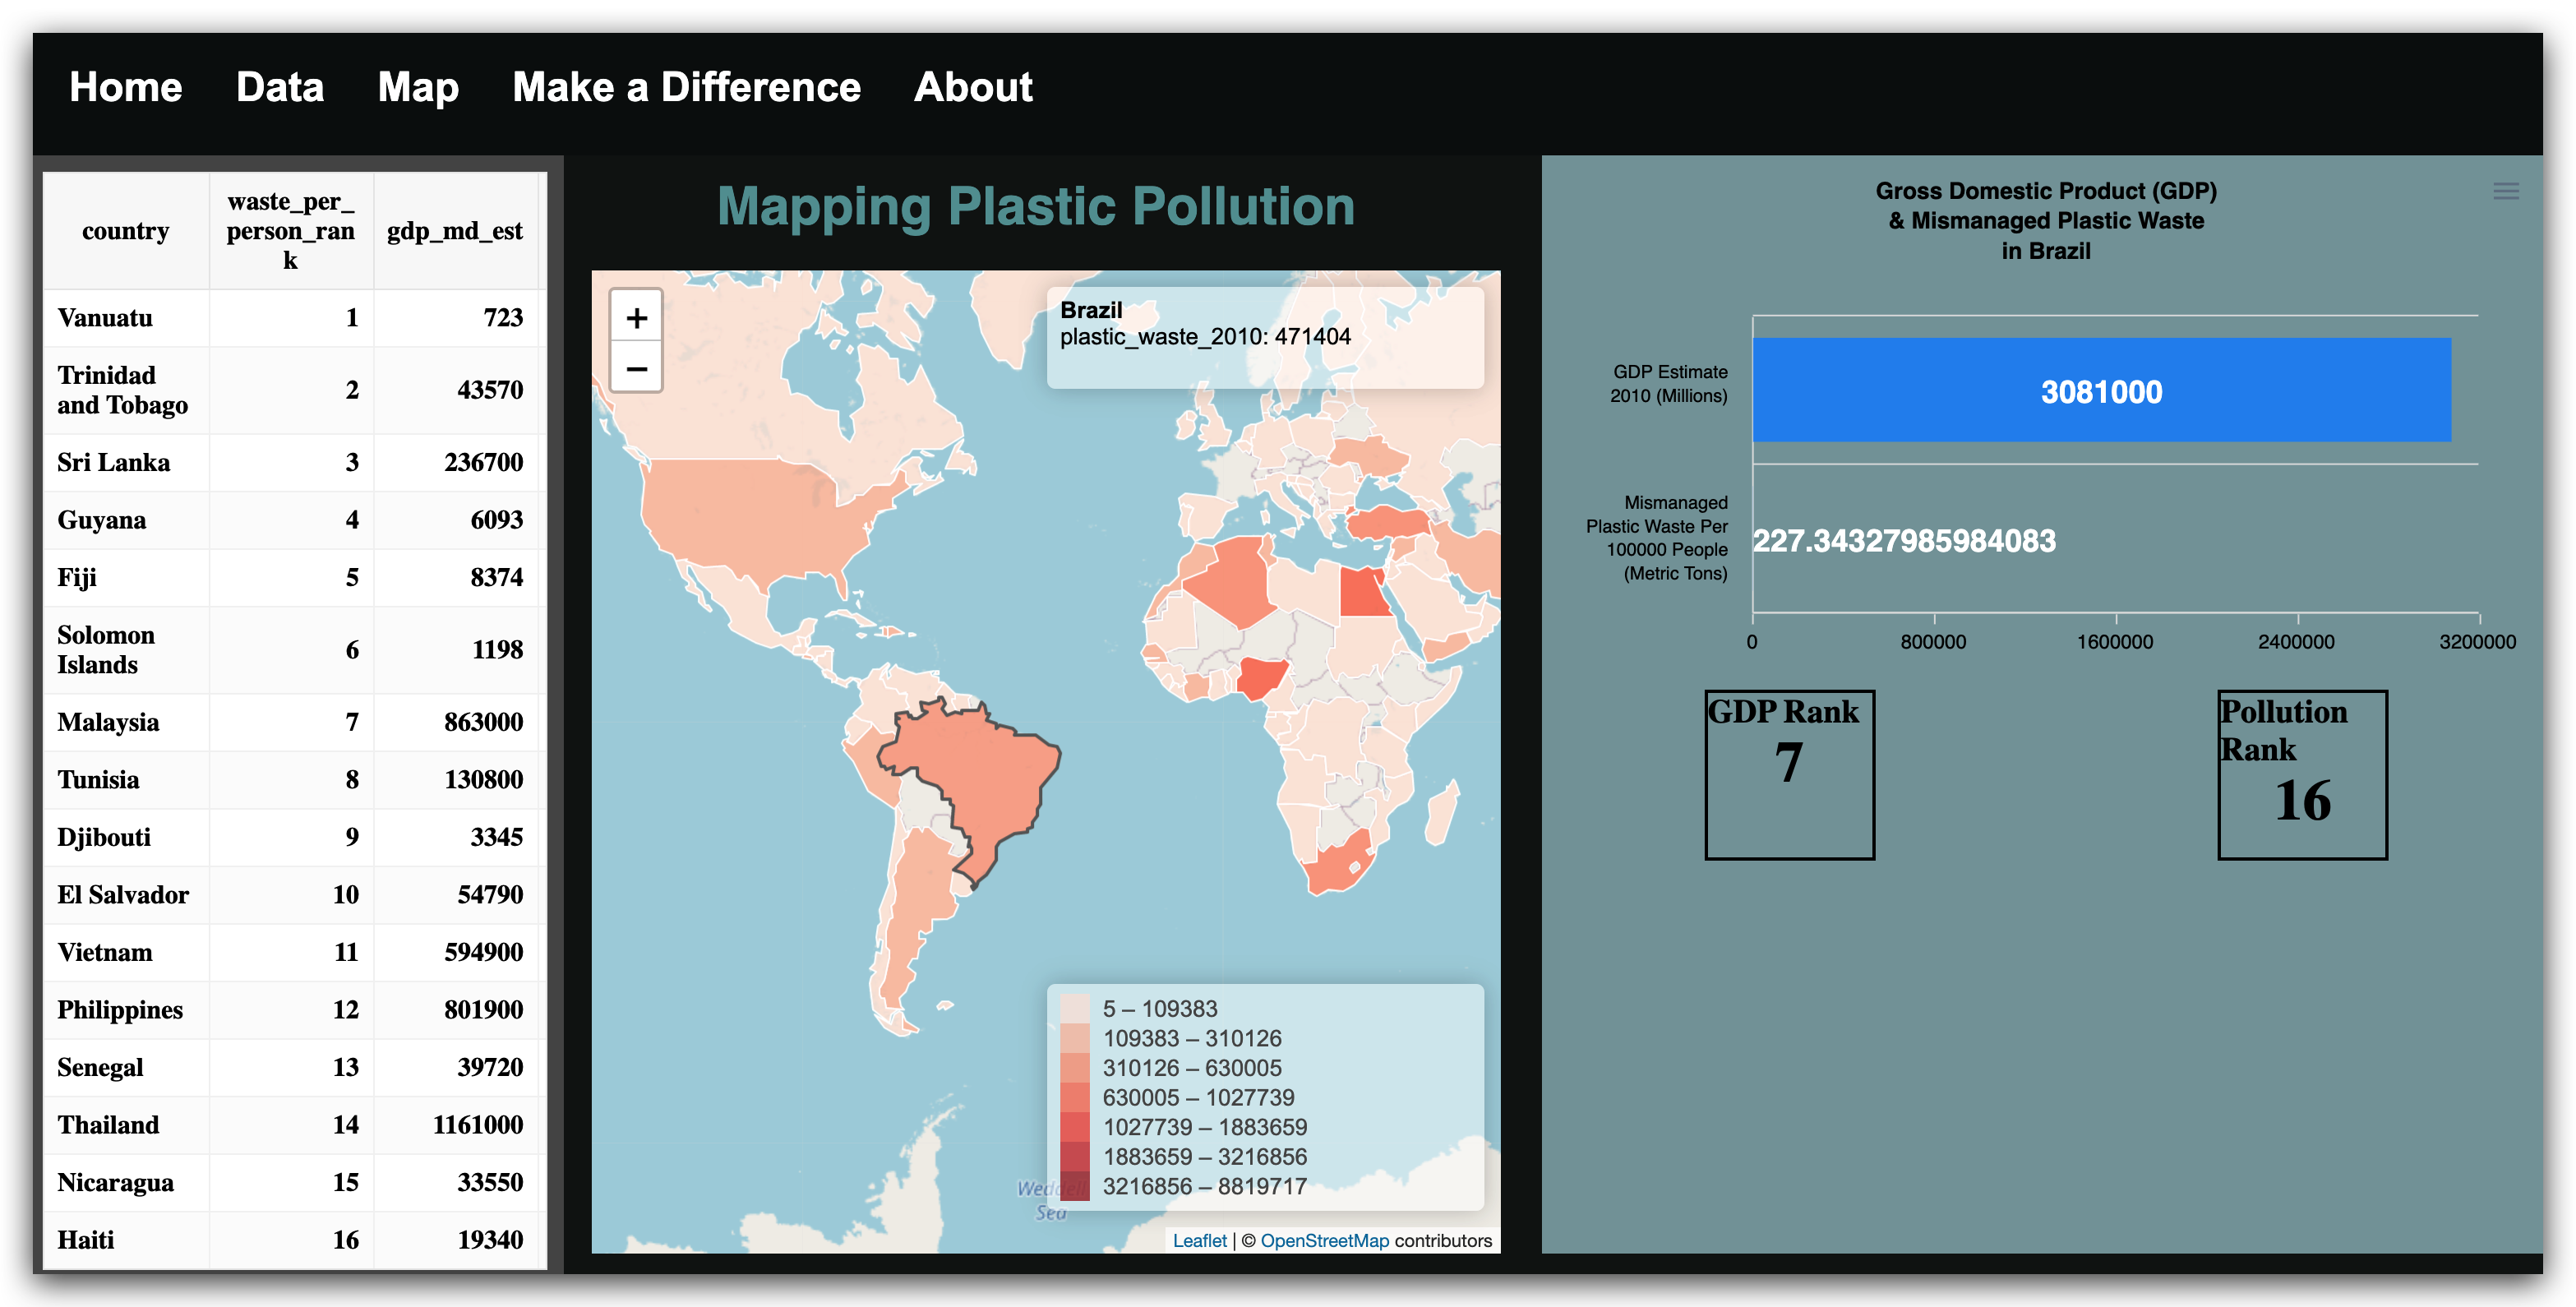 Home Data Map Make a Difference About
country waste_per_person_rank gdp_md_est
Vanuatu 1 723
Trinidad and Tobago 2 43570
Sri Lanka 3 236700
Guyana 4 6093
Fiji 5 8374
Solomon Islands 6 1198
Malaysia 7 863000
Tunisia 8 130800
Djibouti 9 3345
El Salvador 10 54790
Vietnam 11 594900
Philippines 12 801900
Senegal 13 39720
Thailand 14 1161000
Nicaragua 15 33550
Haiti 16 19340
Mapping Plastic Pollution
+
−
Brazil
plastic_waste_2010: 471404
5 – 109383
109383 – 310126
310126 – 630005
630005 – 1027739
1027739 – 1883659
1883659 – 3216856
3216856 – 8819717
Weddell
Sea
Leaflet | © OpenStreetMap contributors
Gross Domestic Product (GDP)
& Mismanaged Plastic Waste
in Brazil
GDP Estimate
2010 (Millions)
3081000
Mismanaged
Plastic Waste Per
100000 People
(Metric Tons)
227.34327985984083
0 800000 1600000 2400000 3200000
GDP Rank
7
Pollution
Rank
16